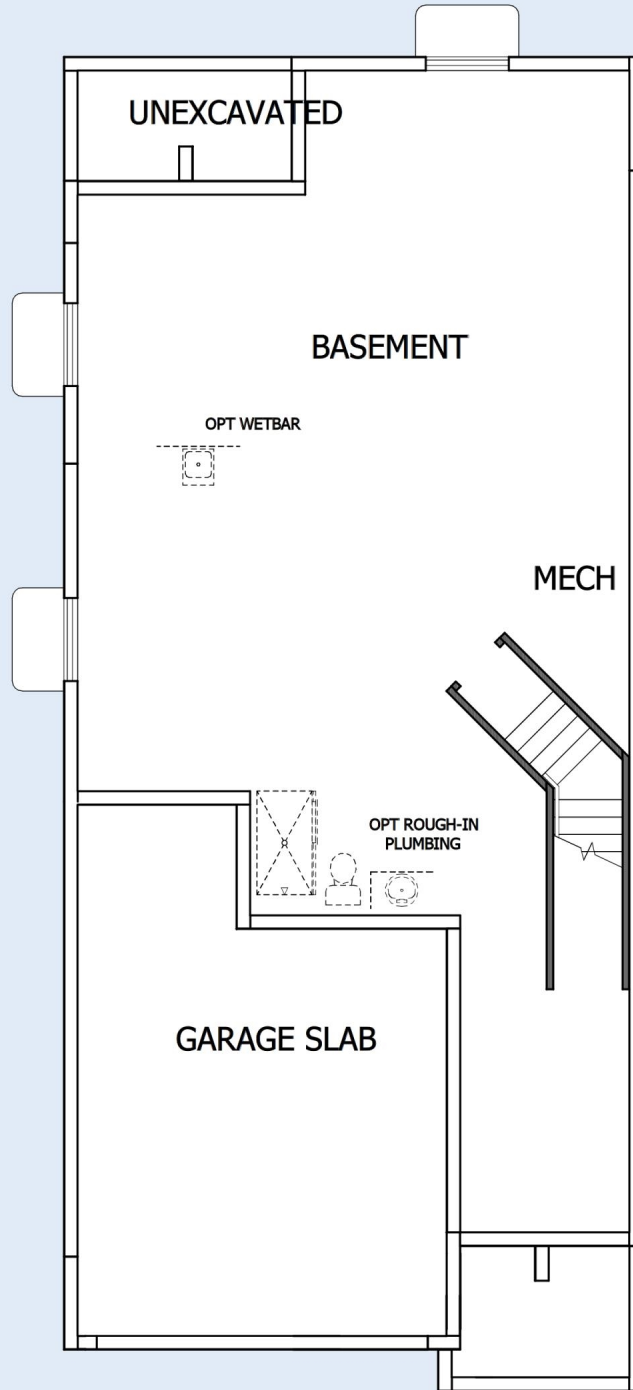 UNEXCAVATED
BASEMENT
OPT WETBAR
MECH
OPT ROUGH-IN
PLUMBING
GARAGE SLAB